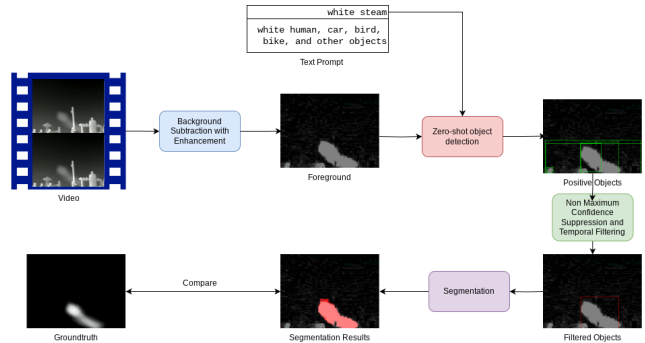 white steam
white human, car, bird,
bike, and other objects
Text Prompt
Background
Subtraction with
Enhancement
Zero-shot object
detection
Video
Foreground
Positive Objects
Non Maximum
Confidence
Suppression and
Temporal Filtering
Compare
Segmentation
Groundtruth
Segmentation Results
Filtered Objects